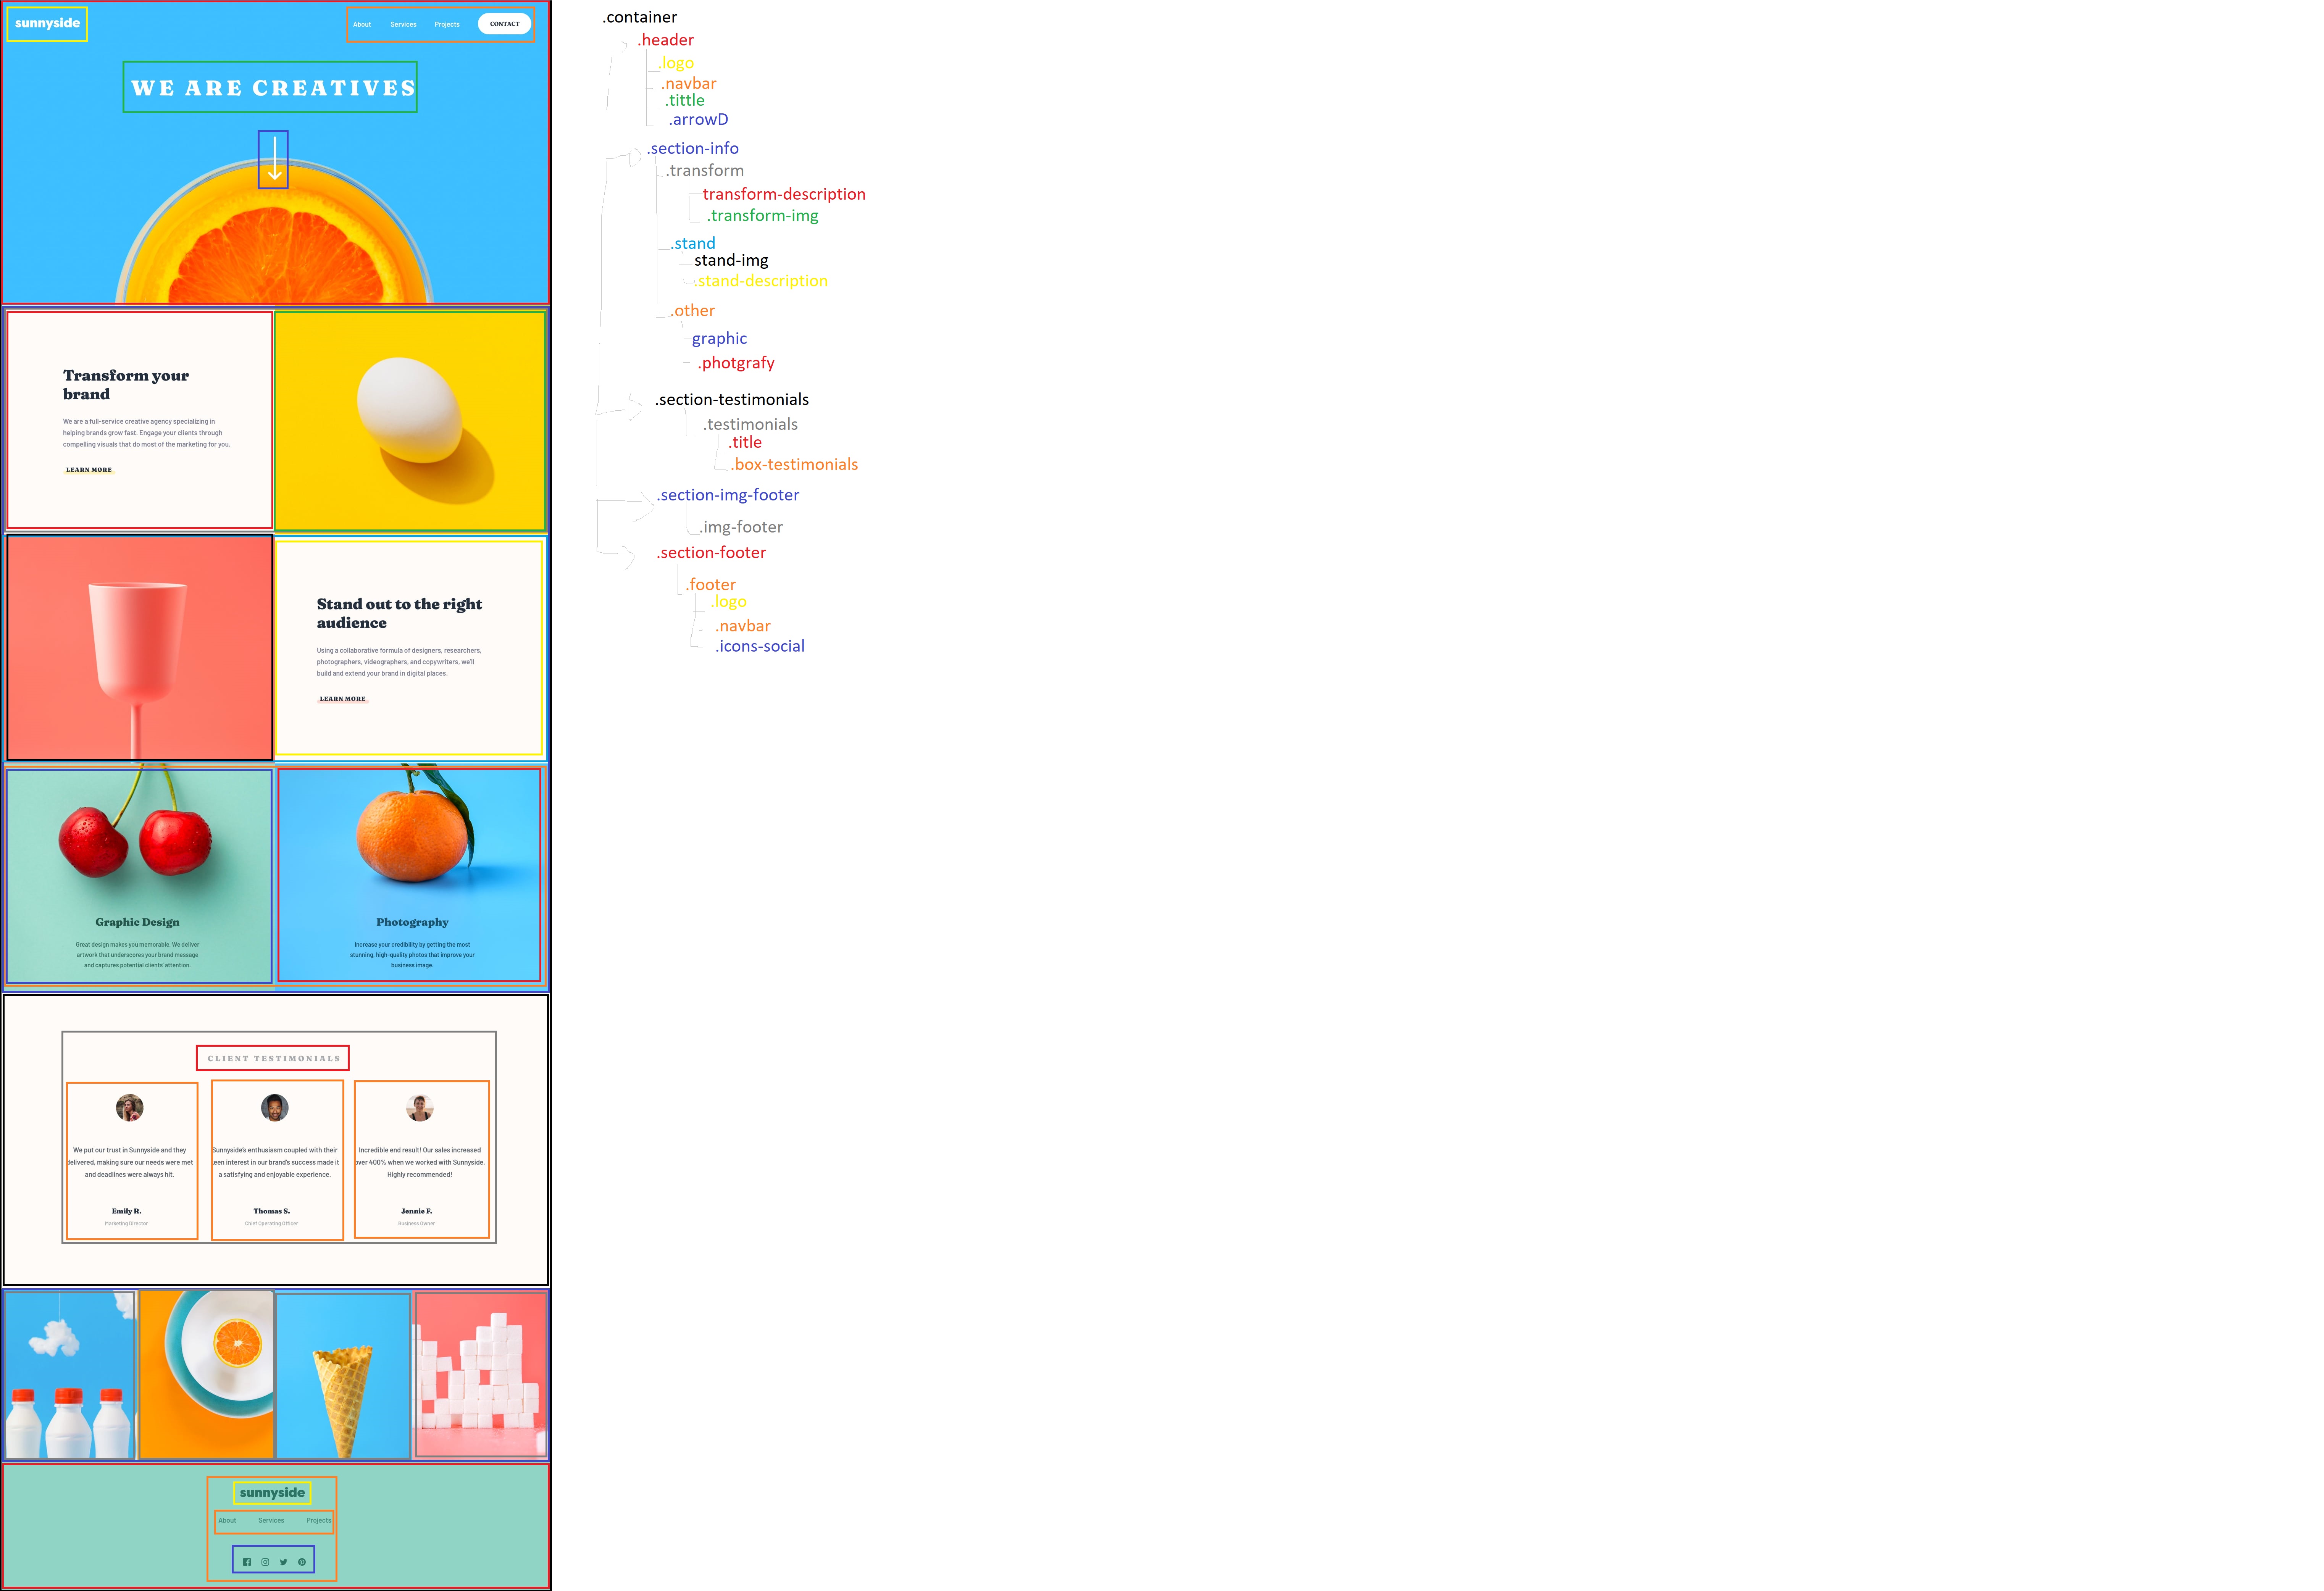 sunnyside
About Services Projects CONTACT
WE ARE CREATIVES
Transform your
brand
We are a full-service creative agency specializing in
helping brands grow fast. Engage your clients through
compelling visuals that do most of the marketing for you.
LEARN MORE
Stand out to the right
audience
Using a collaborative formula of designers, researchers,
photographers, videographers, and copywriters, we'll
build and extend your brand in digital places.
LEARN MORE
Graphic Design
Great design makes you memorable. We deliver
artwork that underscores your brand message
and captures potential clients' attention.
Photography
Increase your credibility by getting the most
stunning, high-quality photos that improve your
business image.
CLIENT TESTIMONIALS
We put our trust in Sunnyside and they
delivered, making sure our needs were met
and deadlines were always hit.
Emily R.
Marketing Director
Sunnyside's enthusiasm coupled with their
keen interest in our brand's success made it
a satisfying and enjoyable experience.
Thomas S.
Chief Operating Officer
Incredible end result! Our sales increased
over 400% when we worked with Sunnyside.
Highly recommended!
Jennie F.
Business Owner
sunnyside
About Services Projects
.container
.header
.logo
.navbar
.tittle
.arrowD
.section-info
.transform
transform-description
.transform-img
.stand
stand-img
.stand-description
.other
graphic
.photgrafy
.section-testimonials
.testimonials
.title
.box-testimonials
.section-img-footer
.img-footer
.section-footer
.footer
.logo
.navbar
.icons-social